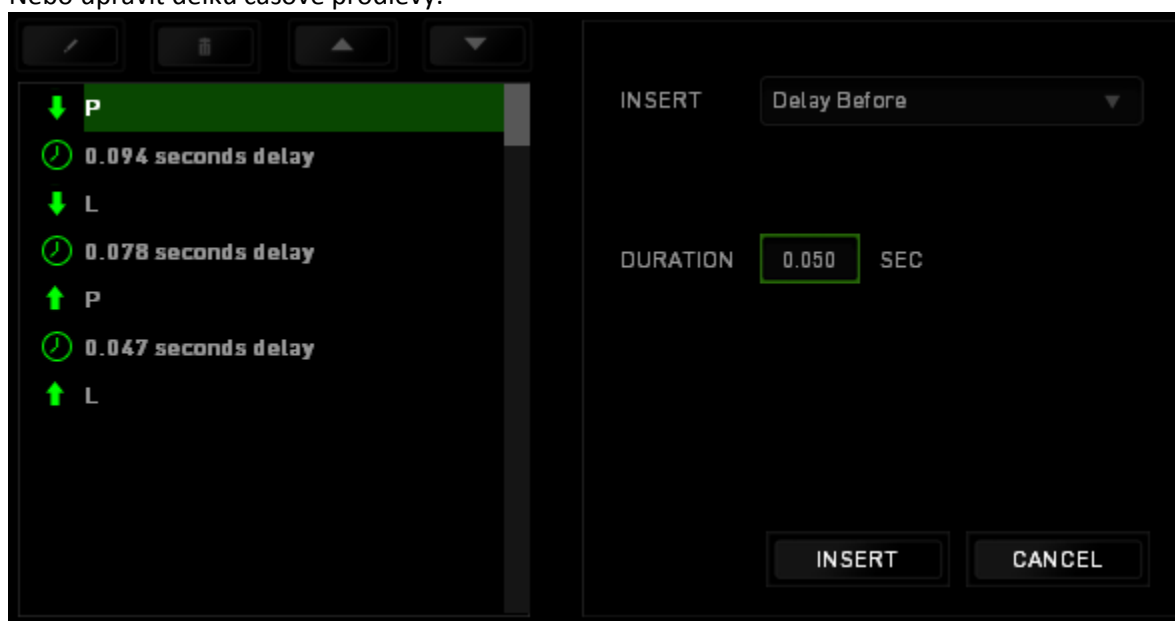 Nebo upravit délku časové prodlevy.
P
0.094 seconds delay
L
0.078 seconds delay
P
0.047 seconds delay
L
INSERT Delay Before
DURATION 0.050 SEC
INSERT CANCEL